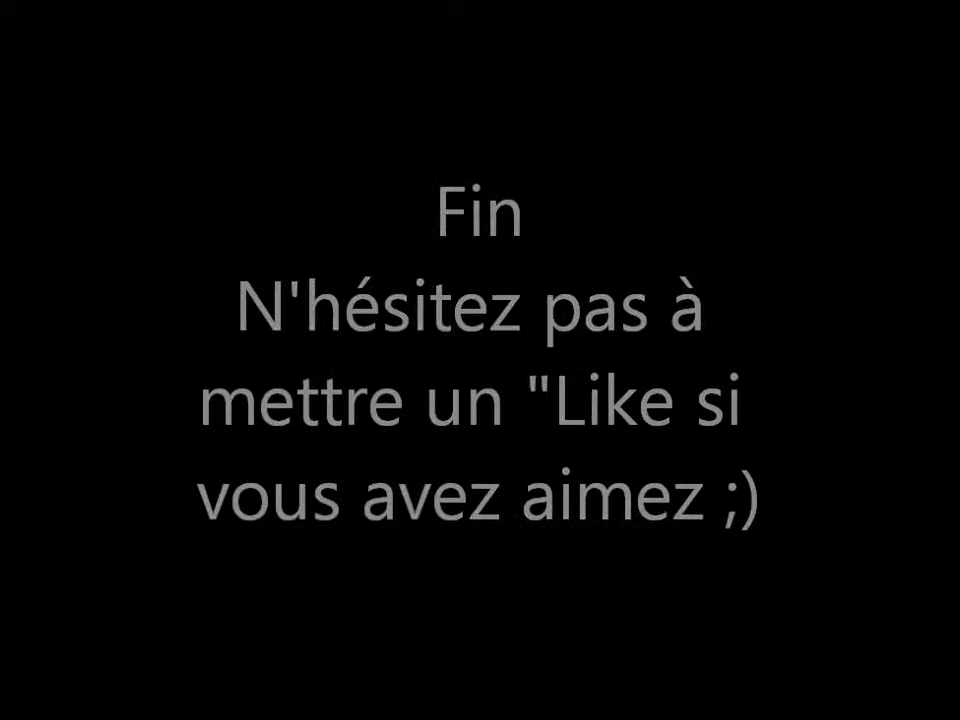 Fin
N'hésitez pas à
mettre un "Like si
vous avez aimez ;)